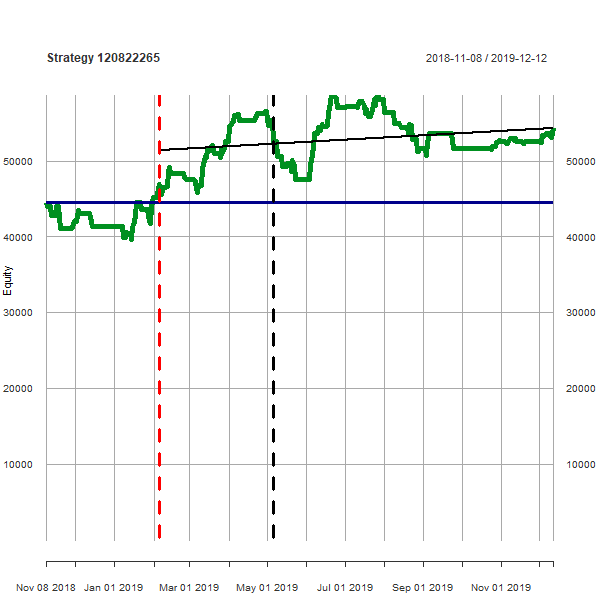 Strategy 120822265
2018-11-08 / 2019-12-12
50000
50000
40000
40000
Equity
30000
30000
20000
20000
10000
10000
Nov 08 2018
Jan 01 2019
Mar 01 2019
May 01 2019
Jul 01 2019
Sep 01 2019
Nov 01 2019